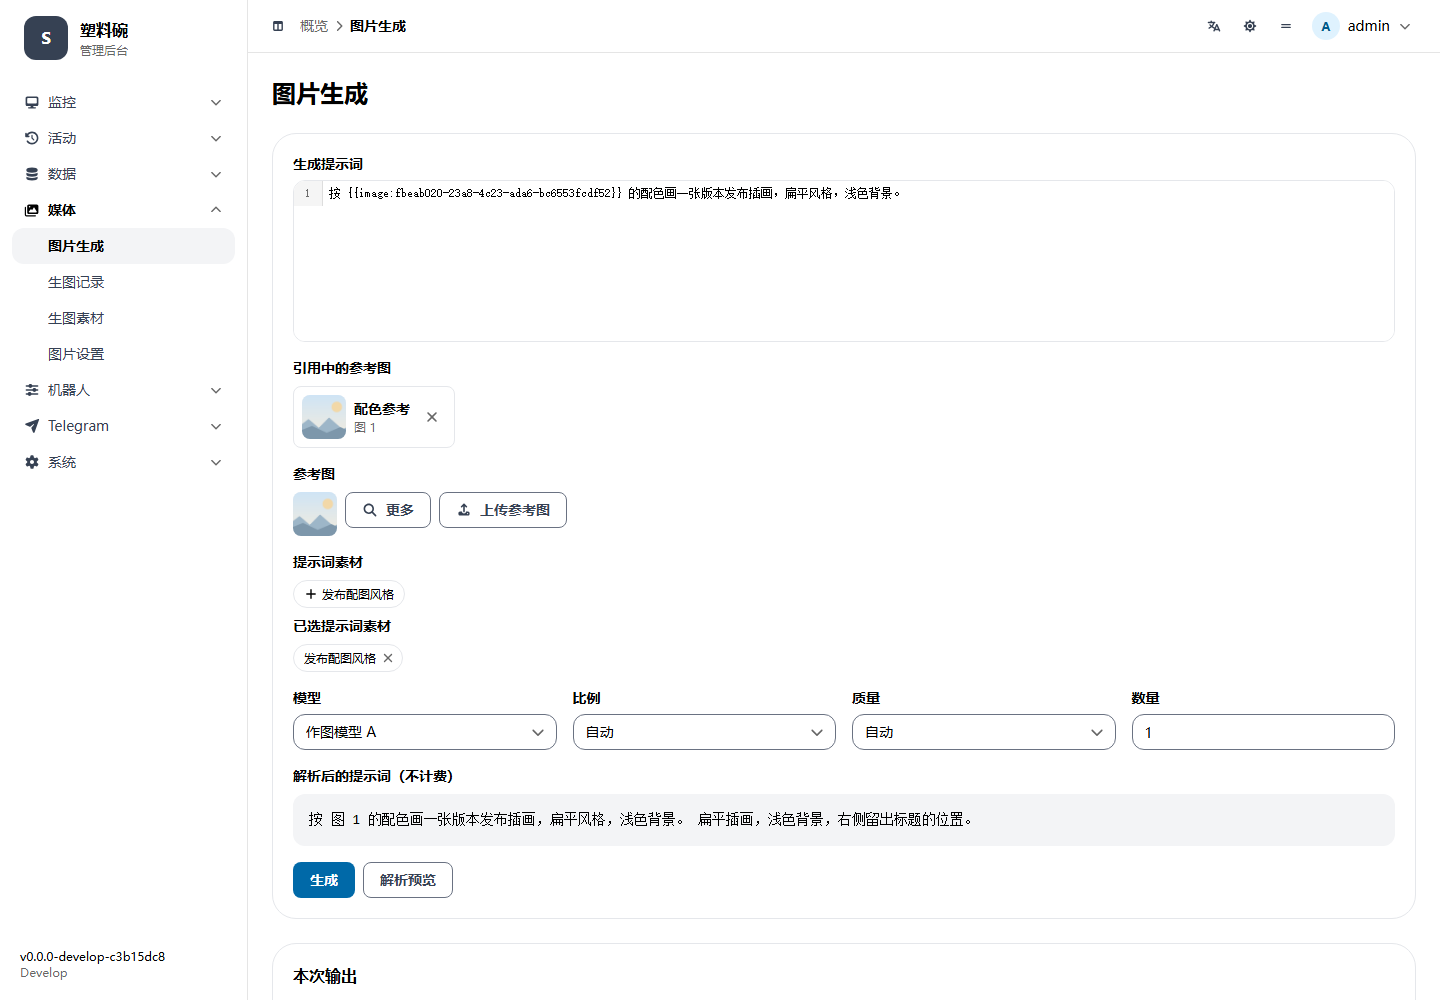 S
塑料碗
管理后台
监控
活动
数据
媒体
图片生成
生图记录
生图素材
图片设置
机器人
Telegram
系统
v0.0.0-develop-c3b15dc8
Develop
概览
图片生成
A
admin
图片生成
生成提示词
1
按 {{image:fbeab020-23a8-4c23-ada6-bc6553fcdf52}} 的配色画一张版本发布插画，扁平风格，浅色背景。
引用中的参考图
配色参考
图 1
参考图
更多
上传参考图
提示词素材
发布配图风格
已选提示词素材
发布配图风格
模型
比例
质量
数量
作图模型 A
自动
自动
1
解析后的提示词（不计费）
按 图 1 的配色画一张版本发布插画，扁平风格，浅色背景。 扁平插画，浅色背景，右侧留出标题的位置。
生成
解析预览
本次输出